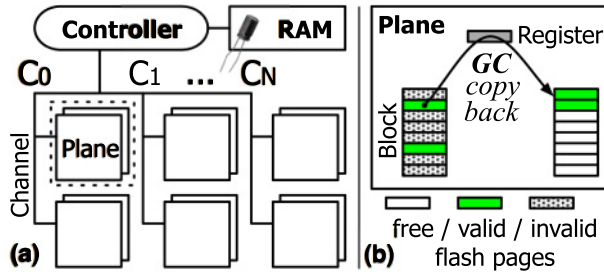 Controller
RAM
C0 C1 ... CN
Channel
Plane
(a)
Plane
Register
GC
copy
back
Block
free / valid / invalid
flash pages
(b)